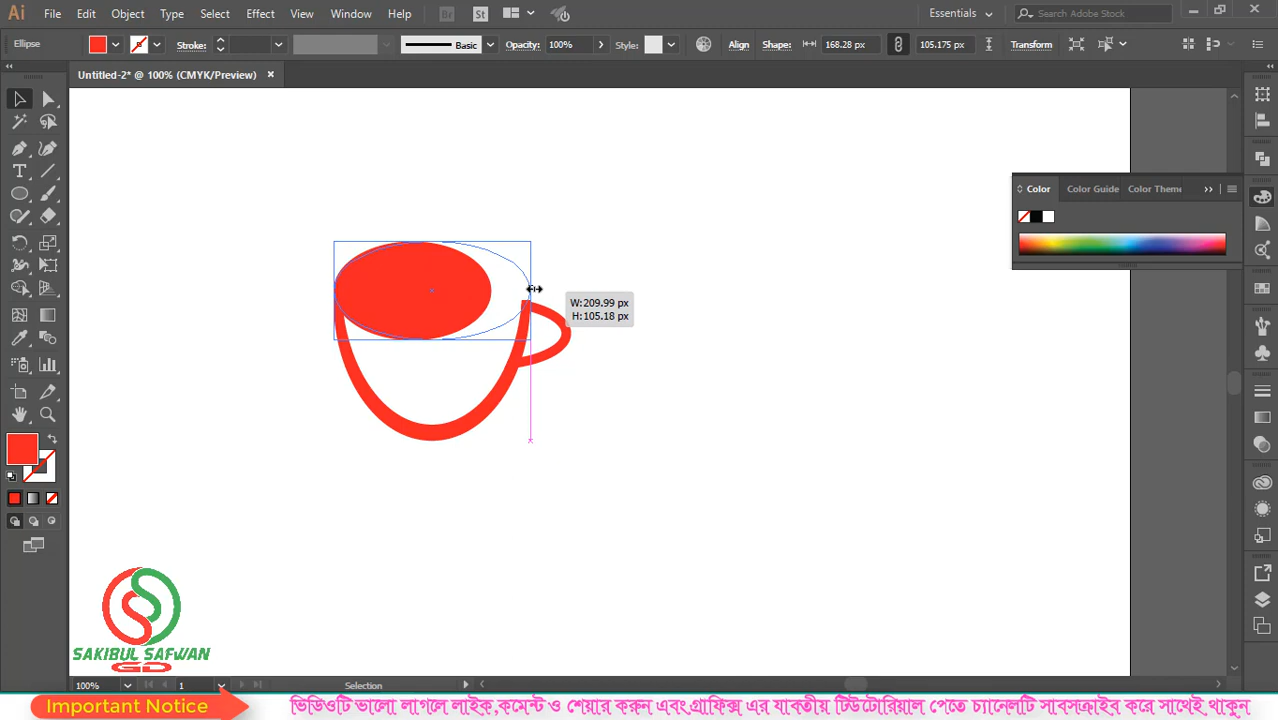 Ai File Edit Object Type Select Effect View Window Help Br St Essentials Search Adobe Stock
Ellipse Stroke: Basic Opacity: 100% Style: Align Shape: 168.28 px 105.175 px Transform
Untitled-2* @ 100% (CMYK/Preview) ×
Color Color Guide Color Theme
W:209.99 px
H:105.18 px
SAKIBUL SAFWAN
GD
100% 1 Selection
Important Notice ভিডিওটি ভালো লাগলে লাইক,কমেন্ট ও শেয়ার করুন এবং গ্রাফিক্স এর যাবতীয় টিউটোরিয়াল পেতে চ্যানেলটি সাবসক্রাইব করে সাথেই থাকুন